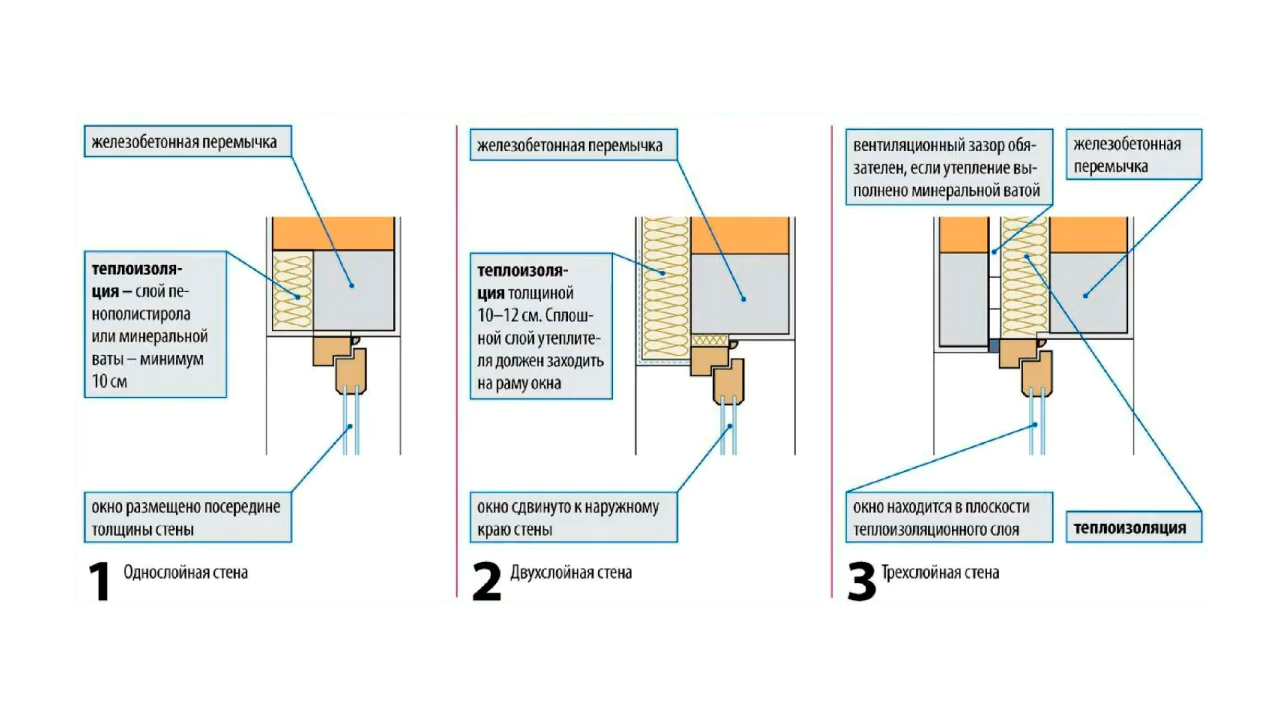 железобетонная перемычка
теплоизоля-
ция – слой пе-
нополистирола
или минеральной
ваты – минимум
10 см
окно размещено посередине
толщины стены
1 Однослойная стена
железобетонная перемычка
теплоизоля-
ция толщиной
10–12 см. Сплош-
ной слой утеплите-
ля должен заходить
на раму окна
окно сдвинуто к наружному
краю стены
2 Двухслойная стена
вентиляционный зазор обя-
зателен, если утепление вы-
полнено минеральной ватой
железобетонная
перемычка
окно находится в плоскости
теплоизоляционного слоя
теплоизоляция
3 Трехслойная стена